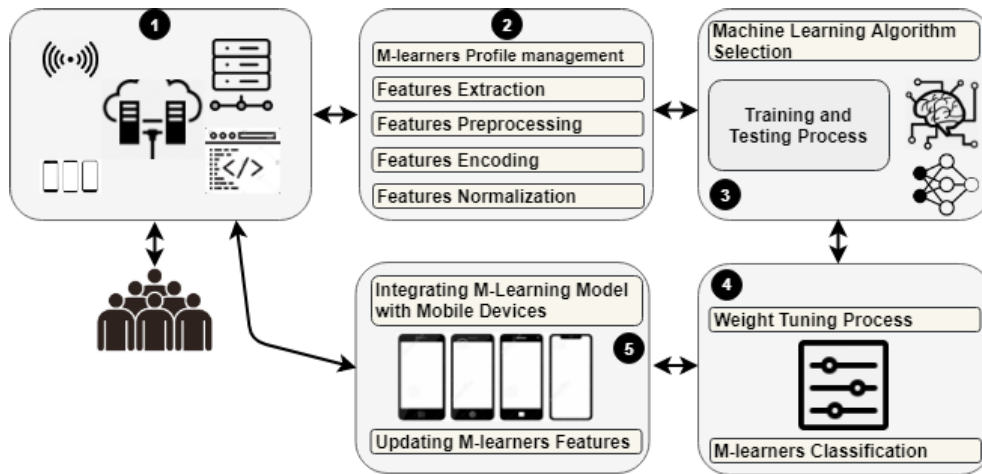 1
2
M-learners Profile management
Features Extraction
Features Preprocessing
Features Encoding
Features Normalization
Machine Learning Algorithm
Selection
Training and
Testing Process
3
</>
4
Weight Tuning Process
M-learners Classification
Integrating M-Learning Model
with Mobile Devices
5
Updating M-learners Features